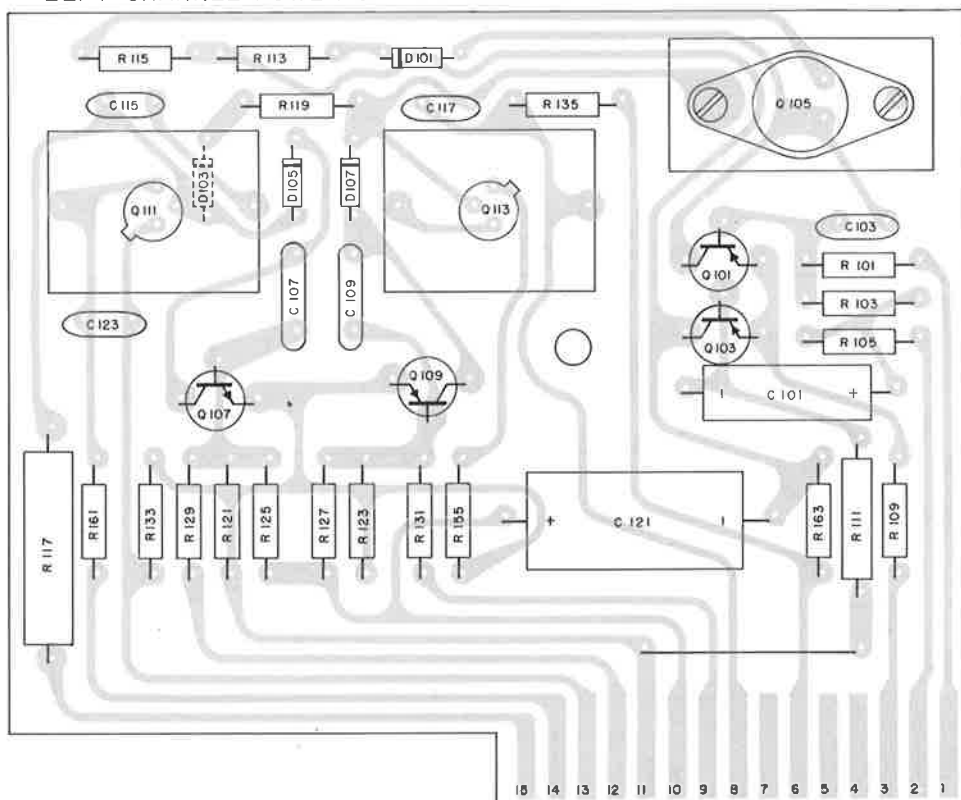 R 115
R 113
D101
C 115
R 119
C 117
R 135
Q 105
D103
D105
D107
Q 111
Q 113
C 103
Q 101
R 101
C 107
C 109
R 103
C 123
Q 103
R 105
Q 109
Q 107
C 101 +
R 117
R 161
R 133
R 129
R 121
R 125
R 127
R 123
R 131
R 155
+ C 121
R 163
R 111
R 109
15 14 13 12 11 10 9 8 7 6 5 4 3 2 1